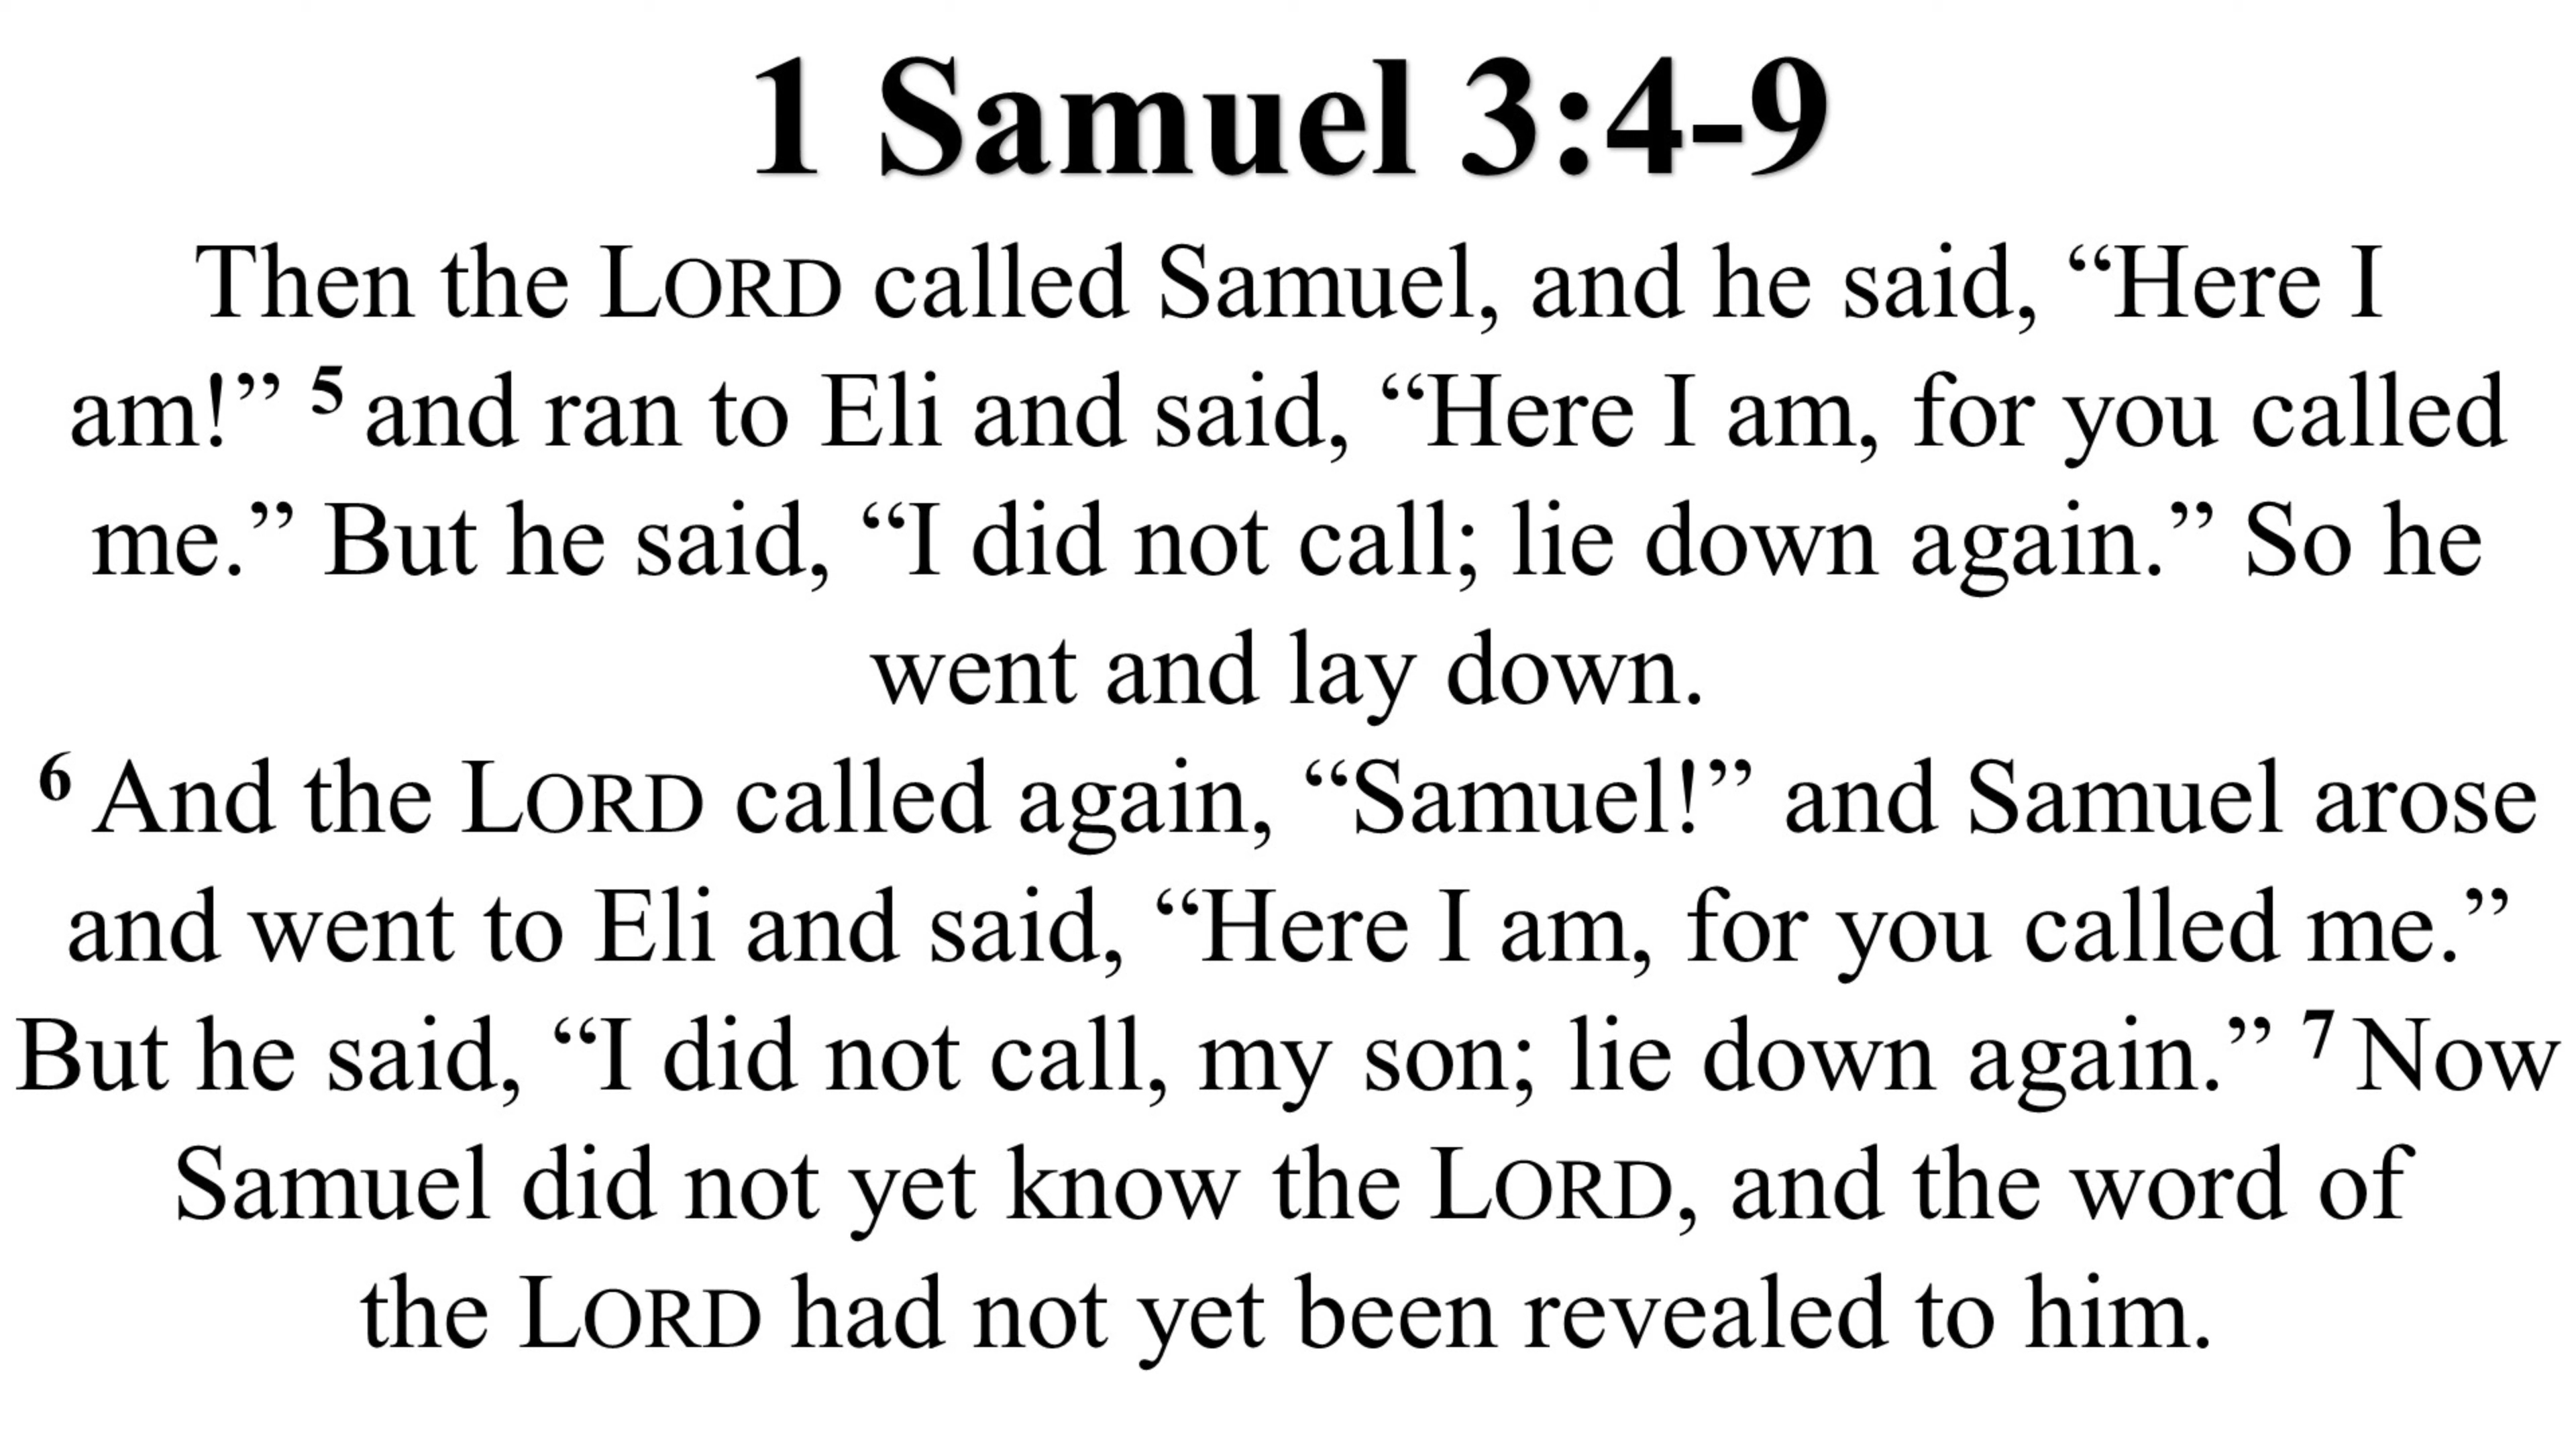 1 Samuel 3:4-9
Then the LORD called Samuel, and he said, “Here I
am!” 5 and ran to Eli and said, “Here I am, for you called
me.” But he said, “I did not call; lie down again.” So he
went and lay down.
6 And the LORD called again, “Samuel!” and Samuel arose
and went to Eli and said, “Here I am, for you called me.”
But he said, “I did not call, my son; lie down again.” 7 Now
Samuel did not yet know the LORD, and the word of
the LORD had not yet been revealed to him.